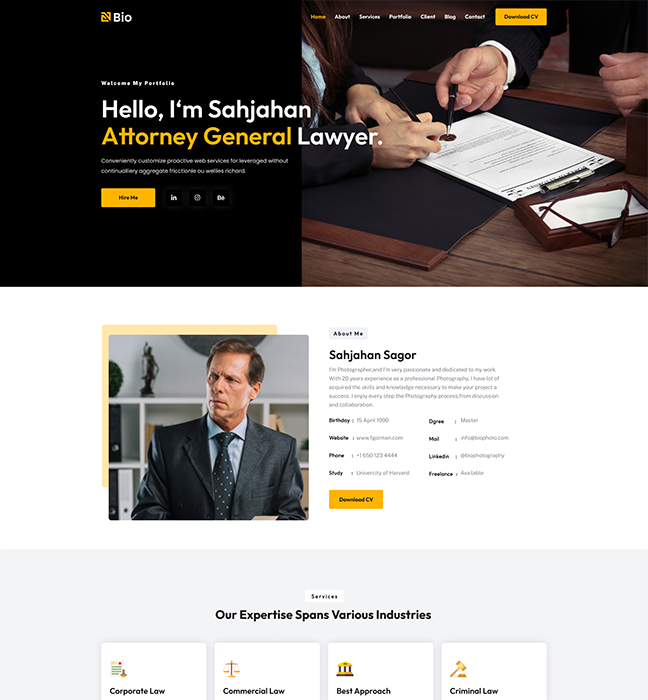 Bio
Home About Services Portfolio Client Blog Contact Download CV
Welcome My Portfolio
Hello, I‘m Sahjahan
Attorney General Lawyer.
Conveniently customize proactive web services for leveraged without
continualliery aggregate fricctionle ou wellies richard.
Hire Me
in
Bē
About Me
Sahjahan Sagor
I'm Photographer,and I'm very passionate and dedicated to my work
With 20 years experience as a professional Photography, I have lot of
acquired the skills and knowledge necessary to make your project a
success. I enjoy every step the Photography process,from discussion
and collaboration.
Birthday : 15 April 1990
Dgree : Master
Website : www.fgorman.com
Mail : info@biophoto.com
Phone : +1 650 123 4444
Linkedin : @biophotography
Study : Univercity of Harvard
Freelance : Available
Download CV
Services
Our Expertise Spans Various Industries
Corporate Law
Commercial Law
Best Approach
Criminal Law